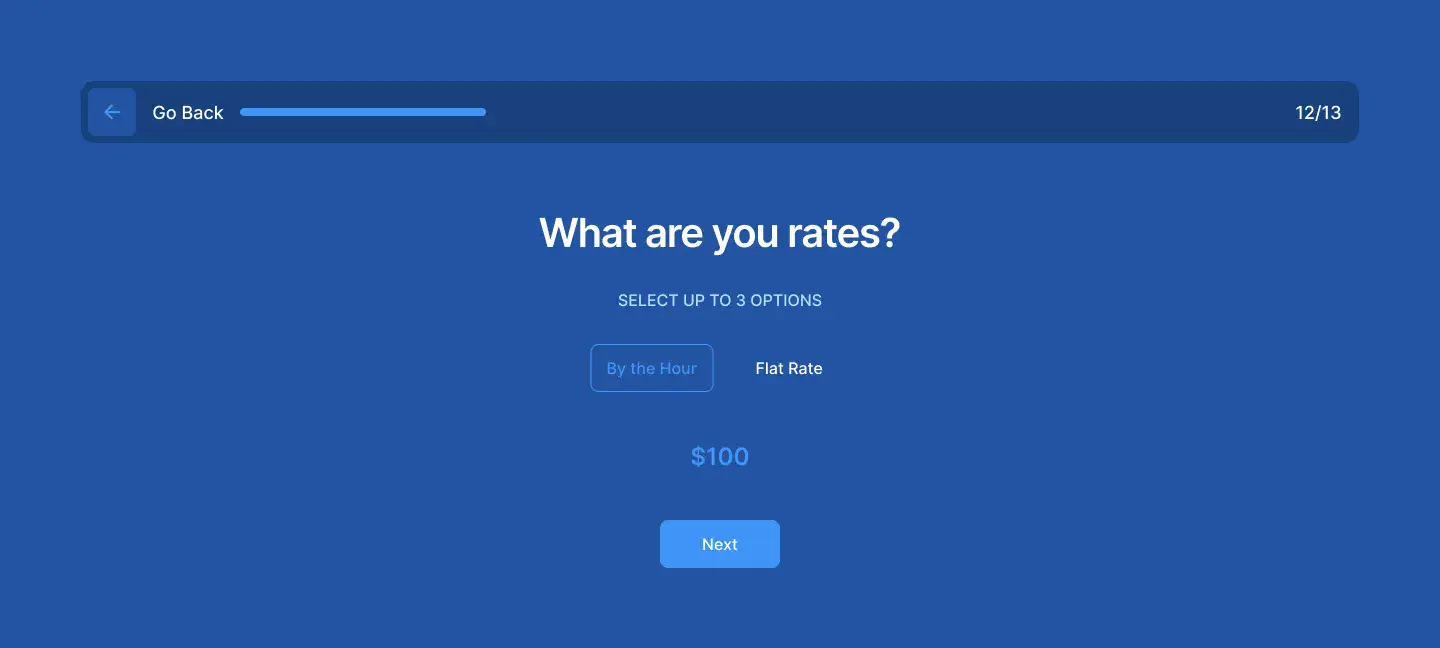 Go Back 12/13
What are you rates?
SELECT UP TO 3 OPTIONS
By the Hour Flat Rate
$100
Next